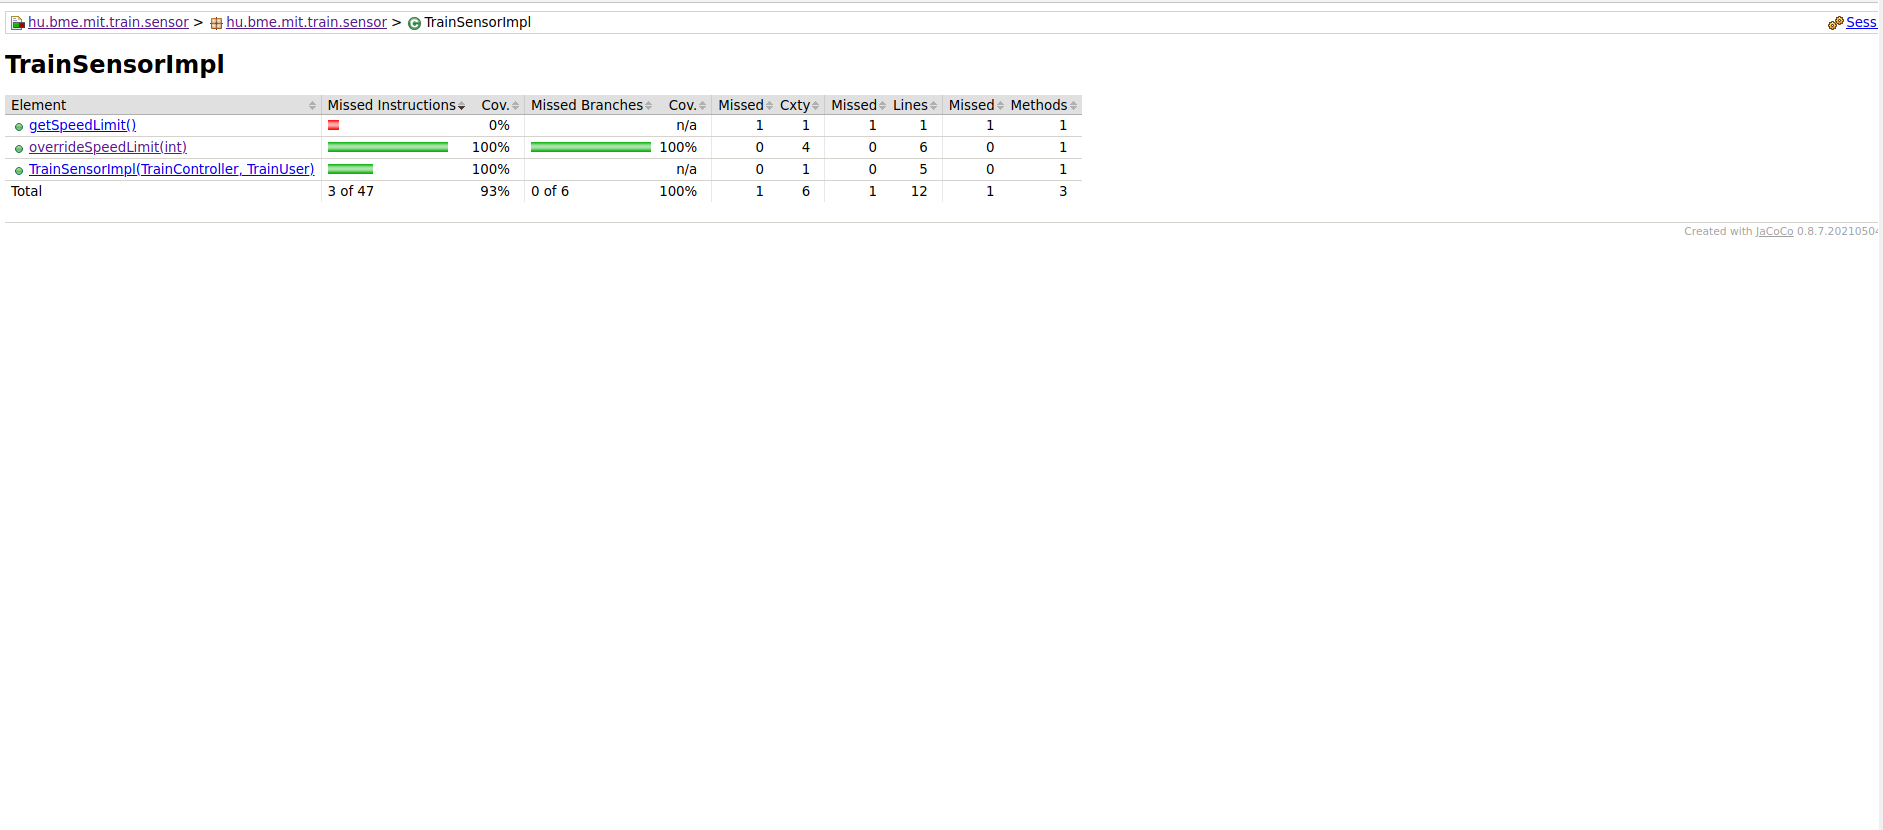 hu.bme.mit.train.sensor > hu.bme.mit.train.sensor > TrainSensorImpl Sess
TrainSensorImpl
Element Missed Instructions Cov. Missed Branches Cov. Missed Cxty Missed Lines Missed Methods
getSpeedLimit() 0% n/a 1 1 1 1 1 1
overrideSpeedLimit(int) 100% 100% 0 4 0 6 0 1
TrainSensorImpl(TrainController, TrainUser) 100% n/a 0 1 0 5 0 1
Total 3 of 47 93% 0 of 6 100% 1 6 1 12 1 3
Created with JaCoCo 0.8.7.20210504